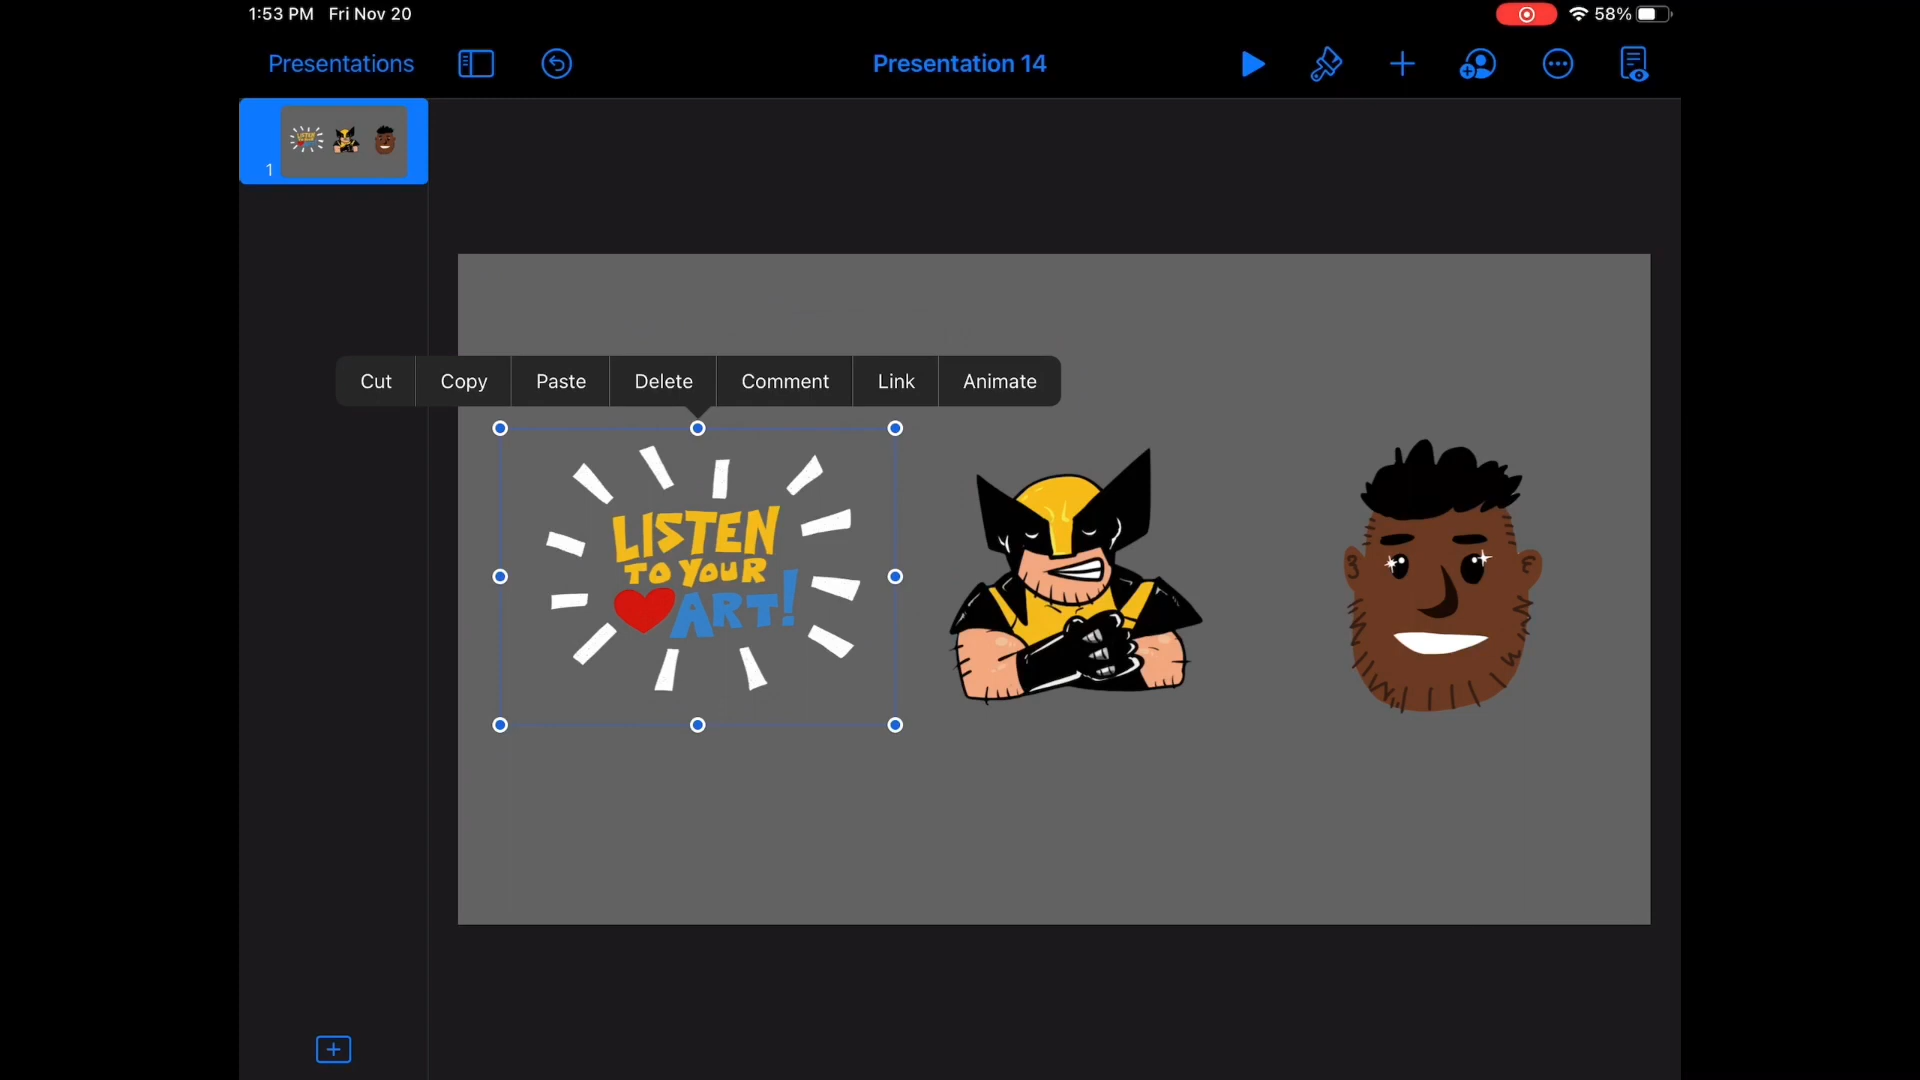 1:53 PM Fri Nov 20
58%
Presentations
Presentation 14
1
Cut Copy Paste Delete Comment Link Animate
LISTEN
TO YOUR
ART!